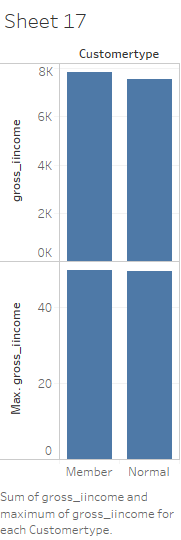 Sheet 17
Customertype
8K
6K
4K
2K
0K
gross_iincome
40
20
0
Max. gross_iincome
Member Normal
Sum of gross_iincome and
maximum of gross_iincome for
each Customertype.